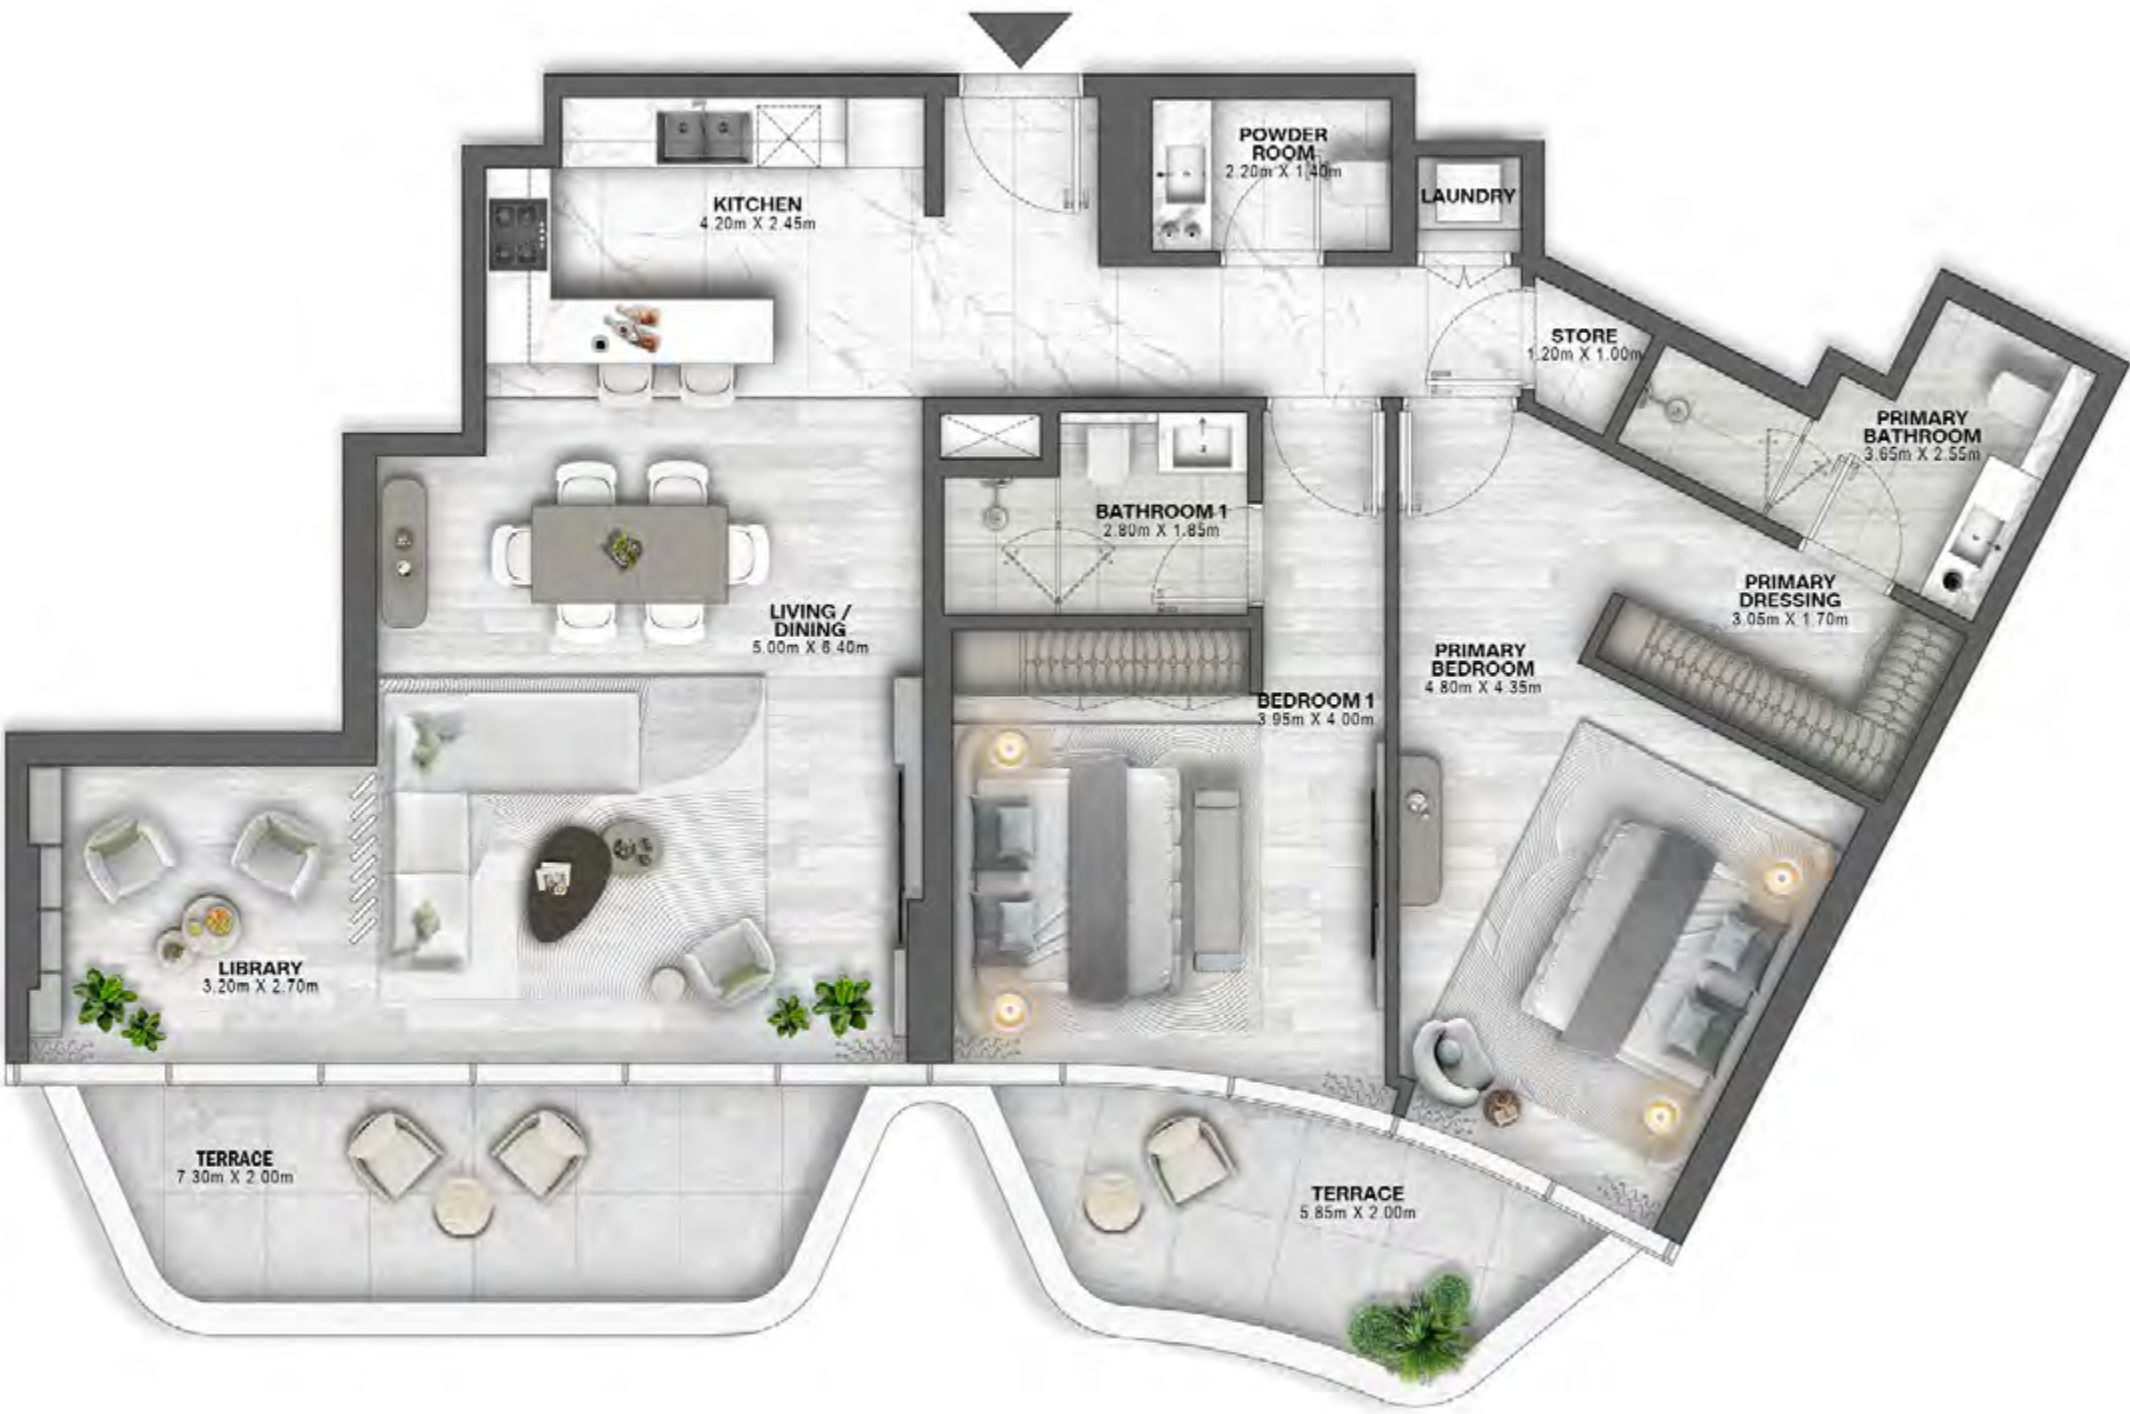 POWDER
ROOM
2.20m X 1.40m
LAUNDRY
KITCHEN
4.20m X 2.45m
STORE
1.20m X 1.00m
PRIMARY
BATHROOM
3.65m X 2.55m
BATHROOM 1
2.80m X 1.85m
LIVING /
DINING
5.00m X 6.40m
PRIMARY
DRESSING
3.05m X 1.70m
PRIMARY
BEDROOM
4.80m X 4.35m
BEDROOM 1
3.95m X 4.00m
LIBRARY
3.20m X 2.70m
TERRACE
7.30m X 2.00m
TERRACE
5.85m X 2.00m